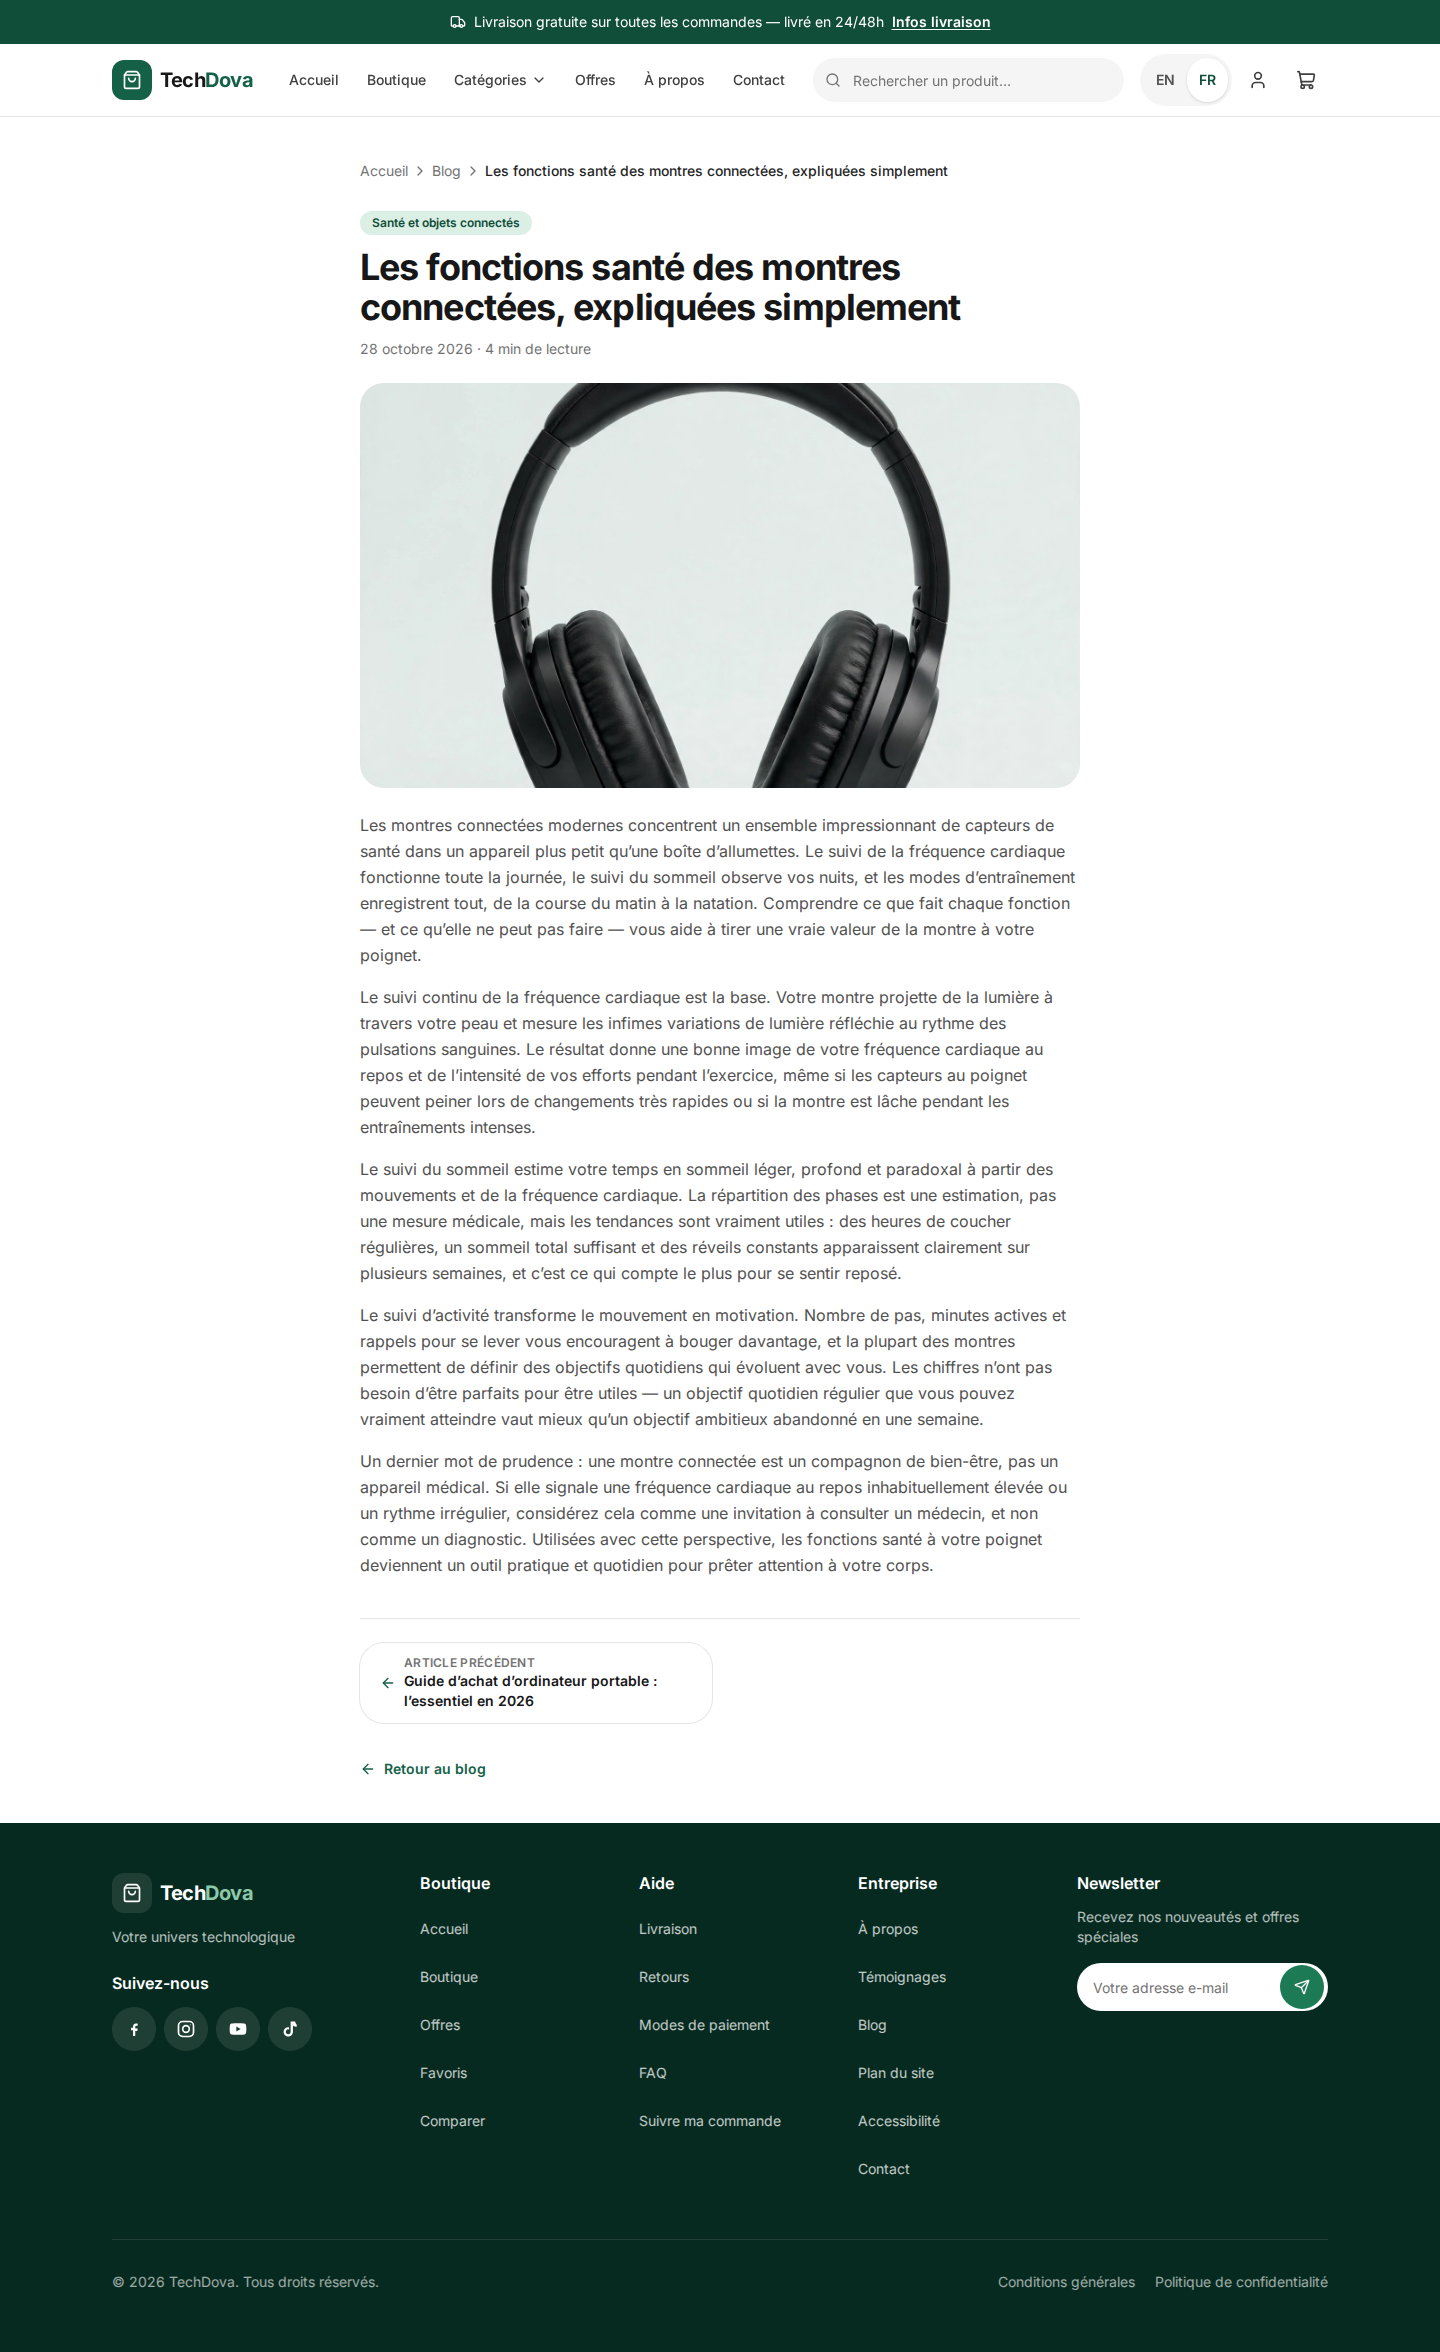 Livraison gratuite sur toutes les commandes — livré en 24/48h Infos livraison
TechDova
Accueil
Boutique
Catégories
Offres
À propos
Contact
Rechercher un produit...
EN
FR
Accueil > Blog > Les fonctions santé des montres connectées, expliquées simplement
Santé et objets connectés
Les fonctions santé des montres
connectées, expliquées simplement
28 octobre 2026 · 4 min de lecture
Les montres connectées modernes concentrent un ensemble impressionnant de capteurs de
santé dans un appareil plus petit qu’une boîte d’allumettes. Le suivi de la fréquence cardiaque
fonctionne toute la journée, le suivi du sommeil observe vos nuits, et les modes d’entraînement
enregistrent tout, de la course du matin à la natation. Comprendre ce que fait chaque fonction
— et ce qu’elle ne peut pas faire — vous aide à tirer une vraie valeur de la montre à votre
poignet.
Le suivi continu de la fréquence cardiaque est la base. Votre montre projette de la lumière à
travers votre peau et mesure les infimes variations de lumière réfléchie au rythme des
pulsations sanguines. Le résultat donne une bonne image de votre fréquence cardiaque au
repos et de l’intensité de vos efforts pendant l’exercice, même si les capteurs au poignet
peuvent peiner lors de changements très rapides ou si la montre est lâche pendant les
entraînements intenses.
Le suivi du sommeil estime votre temps en sommeil léger, profond et paradoxal à partir des
mouvements et de la fréquence cardiaque. La répartition des phases est une estimation, pas
une mesure médicale, mais les tendances sont vraiment utiles : des heures de coucher
régulières, un sommeil total suffisant et des réveils constants apparaissent clairement sur
plusieurs semaines, et c’est ce qui compte le plus pour se sentir reposé.
Le suivi d’activité transforme le mouvement en motivation. Nombre de pas, minutes actives et
rappels pour se lever vous encouragent à bouger davantage, et la plupart des montres
permettent de définir des objectifs quotidiens qui évoluent avec vous. Les chiffres n’ont pas
besoin d’être parfaits pour être utiles — un objectif quotidien régulier que vous pouvez
vraiment atteindre vaut mieux qu’un objectif ambitieux abandonné en une semaine.
Un dernier mot de prudence : une montre connectée est un compagnon de bien-être, pas un
appareil médical. Si elle signale une fréquence cardiaque au repos inhabituellement élevée ou
un rythme irrégulier, considérez cela comme une invitation à consulter un médecin, et non
comme un diagnostic. Utilisées avec cette perspective, les fonctions santé à votre poignet
deviennent un outil pratique et quotidien pour prêter attention à votre corps.
ARTICLE PRÉCÉDENT
Guide d’achat d’ordinateur portable :
l’essentiel en 2026
Retour au blog
TechDova
Votre univers technologique
Suivez-nous
Boutique
Accueil
Boutique
Offres
Favoris
Comparer
Aide
Livraison
Retours
Modes de paiement
FAQ
Suivre ma commande
Entreprise
À propos
Témoignages
Blog
Plan du site
Accessibilité
Contact
Newsletter
Recevez nos nouveautés et offres
spéciales
Votre adresse e-mail
© 2026 TechDova. Tous droits réservés.
Conditions générales
Politique de confidentialité